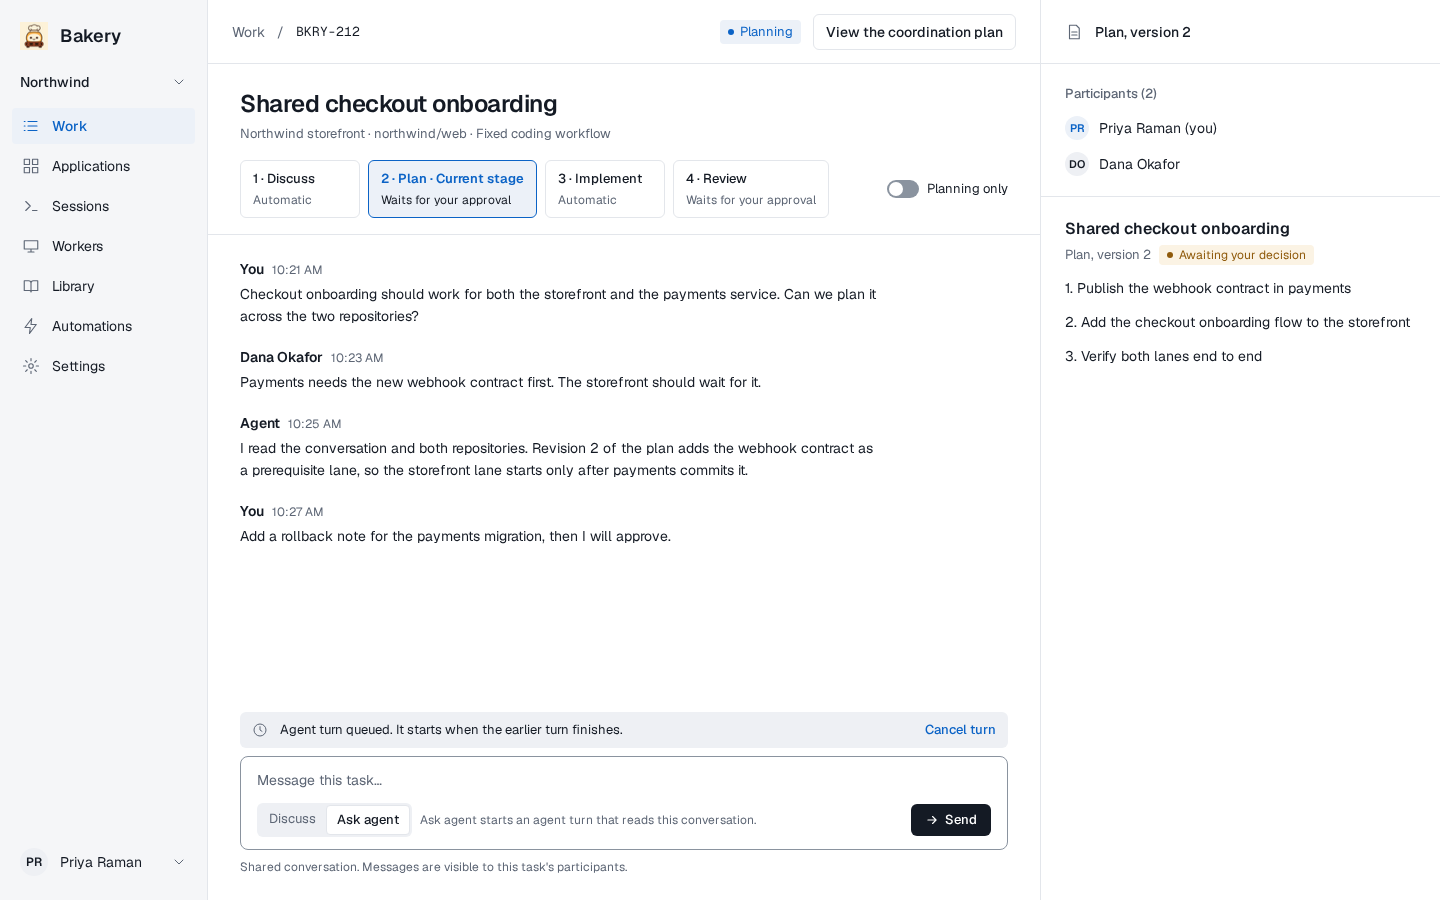 Bakery
Northwind
Work
Applications
Sessions
Workers
Library
Automations
Settings
PR Priya Raman
Work / BKRY-212
Planning
View the coordination plan
Shared checkout onboarding
Northwind storefront · northwind/web · Fixed coding workflow
1 · Discuss
Automatic
2 · Plan · Current stage
Waits for your approval
3 · Implement
Automatic
4 · Review
Waits for your approval
Planning only
You 10:21 AM
Checkout onboarding should work for both the storefront and the payments service. Can we plan it
across the two repositories?
Dana Okafor 10:23 AM
Payments needs the new webhook contract first. The storefront should wait for it.
Agent 10:25 AM
I read the conversation and both repositories. Revision 2 of the plan adds the webhook contract as
a prerequisite lane, so the storefront lane starts only after payments commits it.
You 10:27 AM
Add a rollback note for the payments migration, then I will approve.
Agent turn queued. It starts when the earlier turn finishes.
Cancel turn
Message this task…
Discuss
Ask agent
Ask agent starts an agent turn that reads this conversation.
Send
Shared conversation. Messages are visible to this task's participants.
Plan, version 2
Participants (2)
PR Priya Raman (you)
DO Dana Okafor
Shared checkout onboarding
Plan, version 2 Awaiting your decision
1. Publish the webhook contract in payments
2. Add the checkout onboarding flow to the storefront
3. Verify both lanes end to end